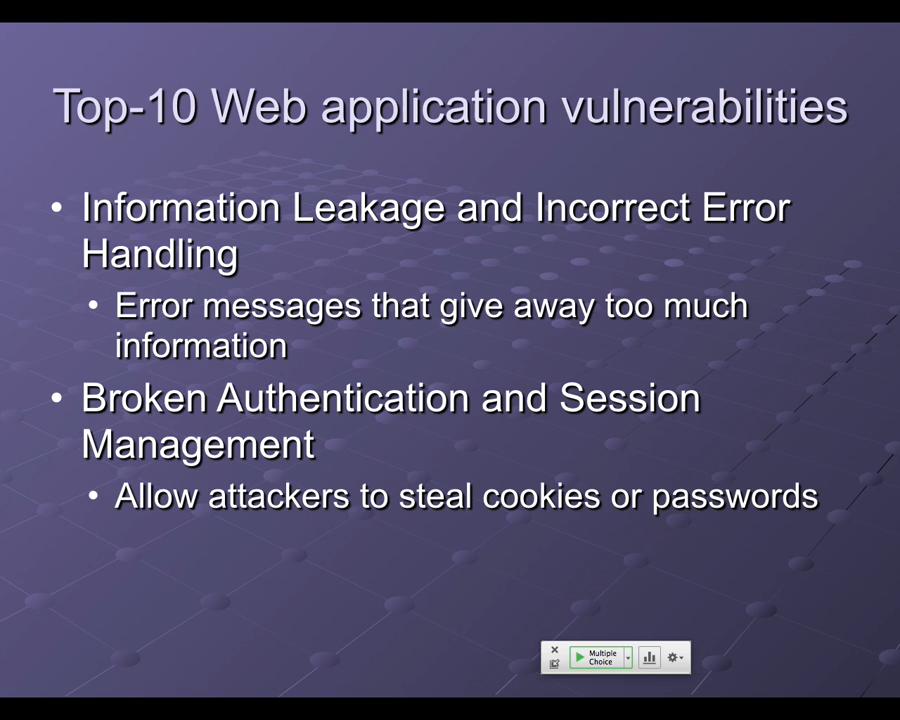 Top-10 Web application vulnerabilities
• Information Leakage and Incorrect Error
Handling
• Error messages that give away too much
information
• Broken Authentication and Session
Management
• Allow attackers to steal cookies or passwords
Multiple
Choice